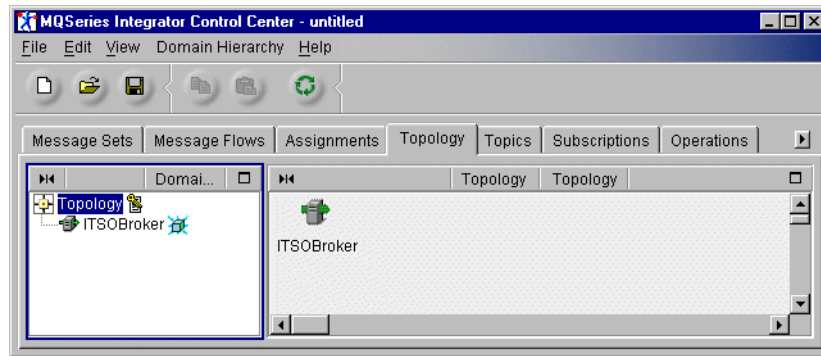 MQSeries Integrator Control Center - untitled
File Edit View Domain Hierarchy Help
Message Sets Message Flows Assignments Topology Topics Subscriptions Operations
Domai... Topology Topology
Topology
ITSOBroker
ITSOBroker